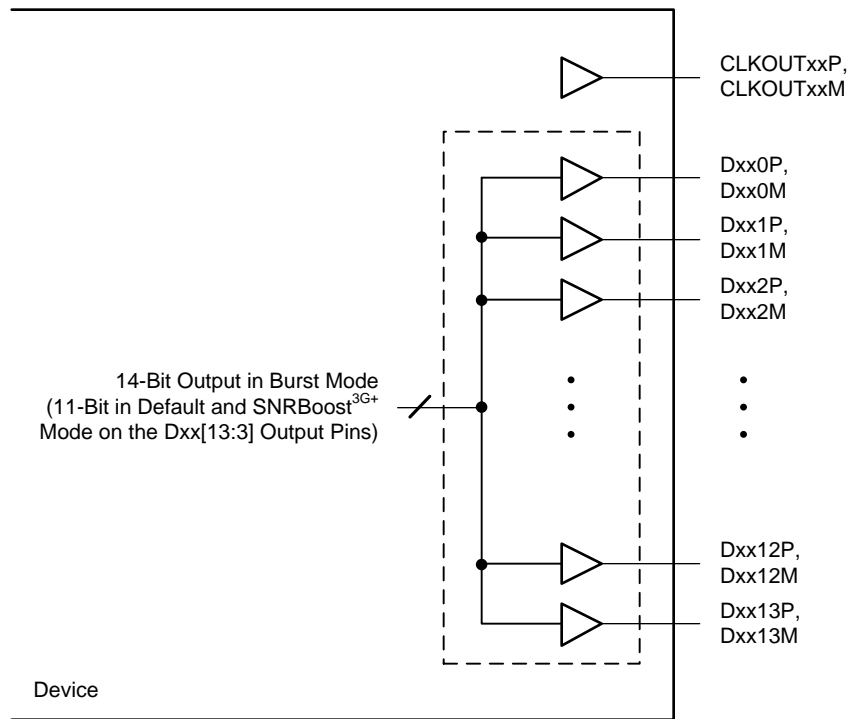 CLKOUTxxP,
CLKOUTxxM
Dxx0P,
Dxx0M
Dxx1P,
Dxx1M
Dxx2P,
Dxx2M
14-Bit Output in Burst Mode
(11-Bit in Default and SNRBoost3G+
Mode on the Dxx[13:3] Output Pins)
Dxx12P,
Dxx12M
Dxx13P,
Dxx13M
Device